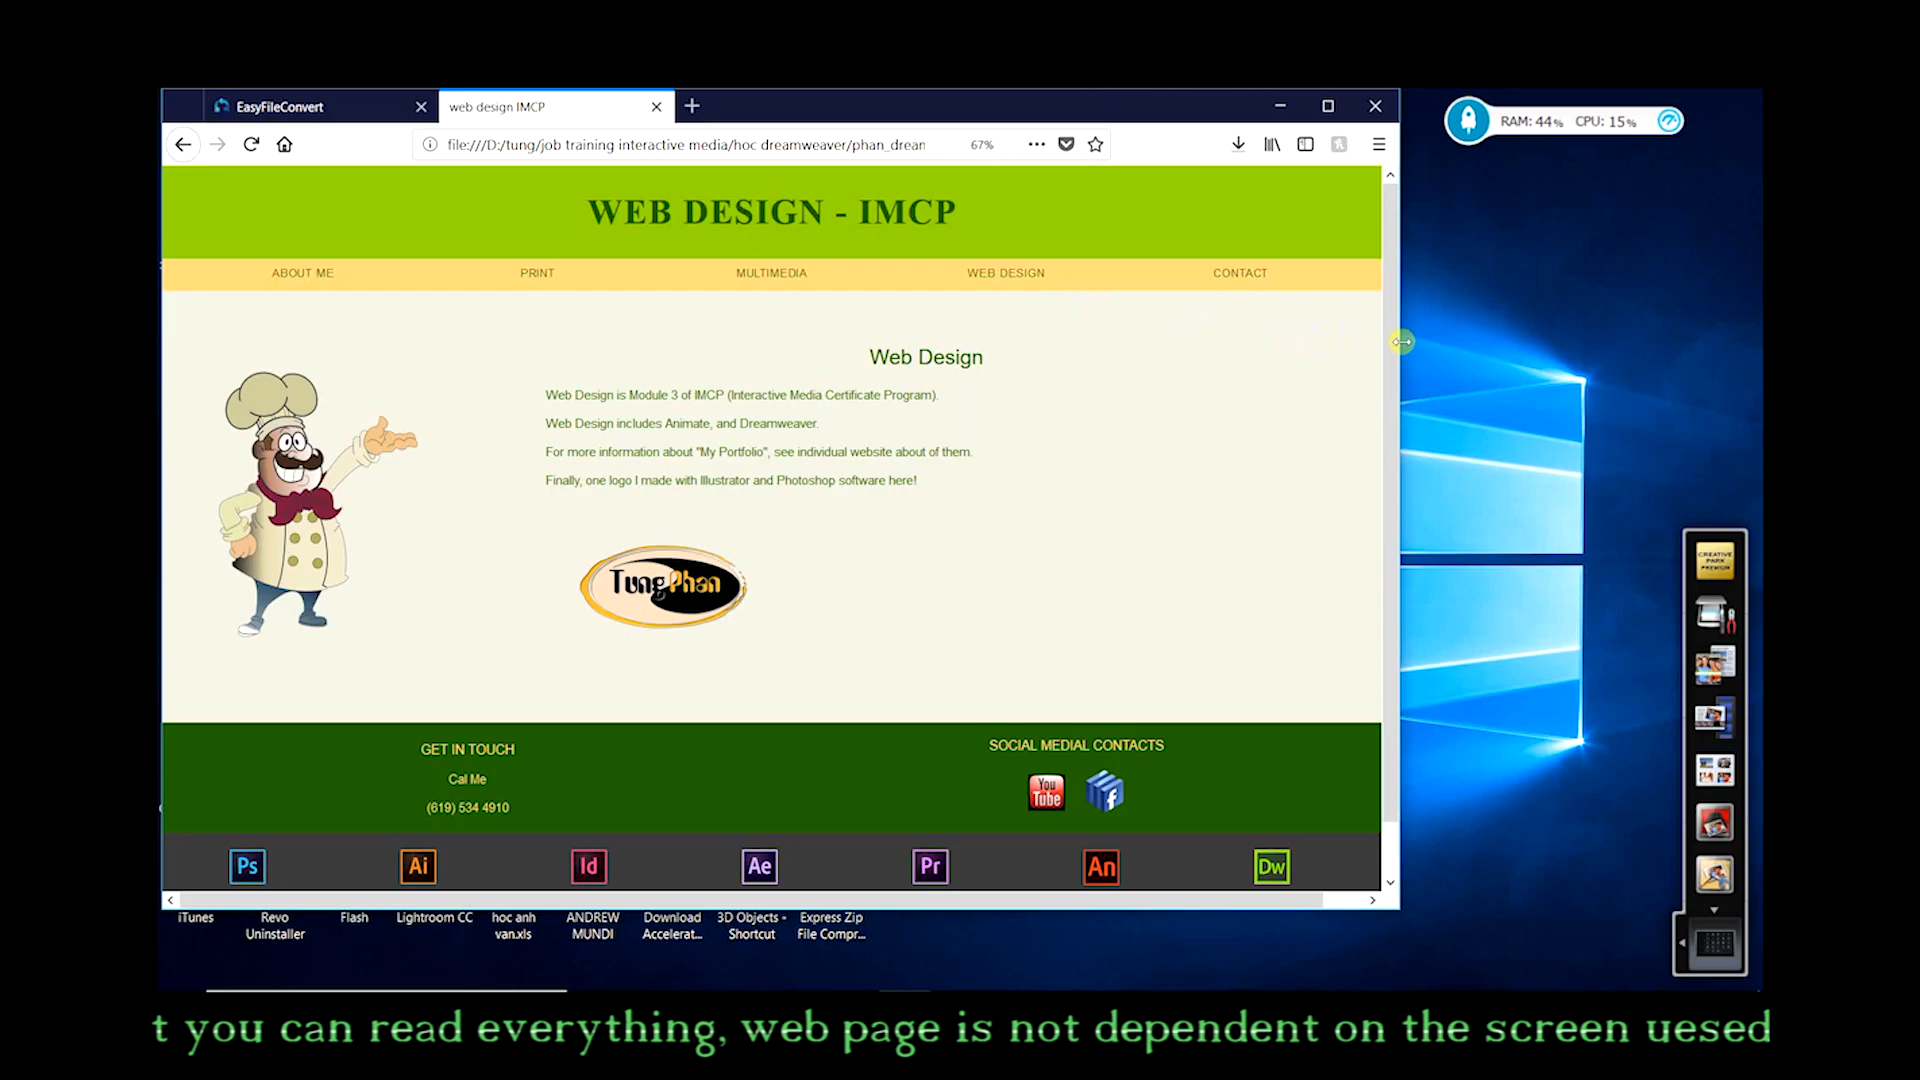 EasyFileConvert
web design IMCP
RAM: 44% CPU: 15%
file:///D:/tung/job training interactive media/hoc dreamweaver/phan_drean
67%
WEB DESIGN - IMCP
ABOUT ME PRINT MULTIMEDIA WEB DESIGN CONTACT
Web Design
Web Design is Module 3 of IMCP (Interactive Media Certificate Program).
Web Design includes Animate, and Dreamweaver.
For more information about "My Portfolio", see individual website about of them.
Finally, one logo I made with Illustrator and Photoshop software here!
Tung Phan
CREATIVE
PARK
PREMIUM
GET IN TOUCH
Cal Me
(619) 534 4910
SOCIAL MEDIAL CONTACTS
You
Tube
f
Ps Ai Id Ae Pr An Dw
iTunes
Revo
Uninstaller
Flash
Lightroom CC
hoc anh
van.xls
ANDREW
MUNDI
Download
Accelerat...
3D Objects -
Shortcut
Express Zip
File Compr...
t you can read everything, web page is not dependent on the screen uesed